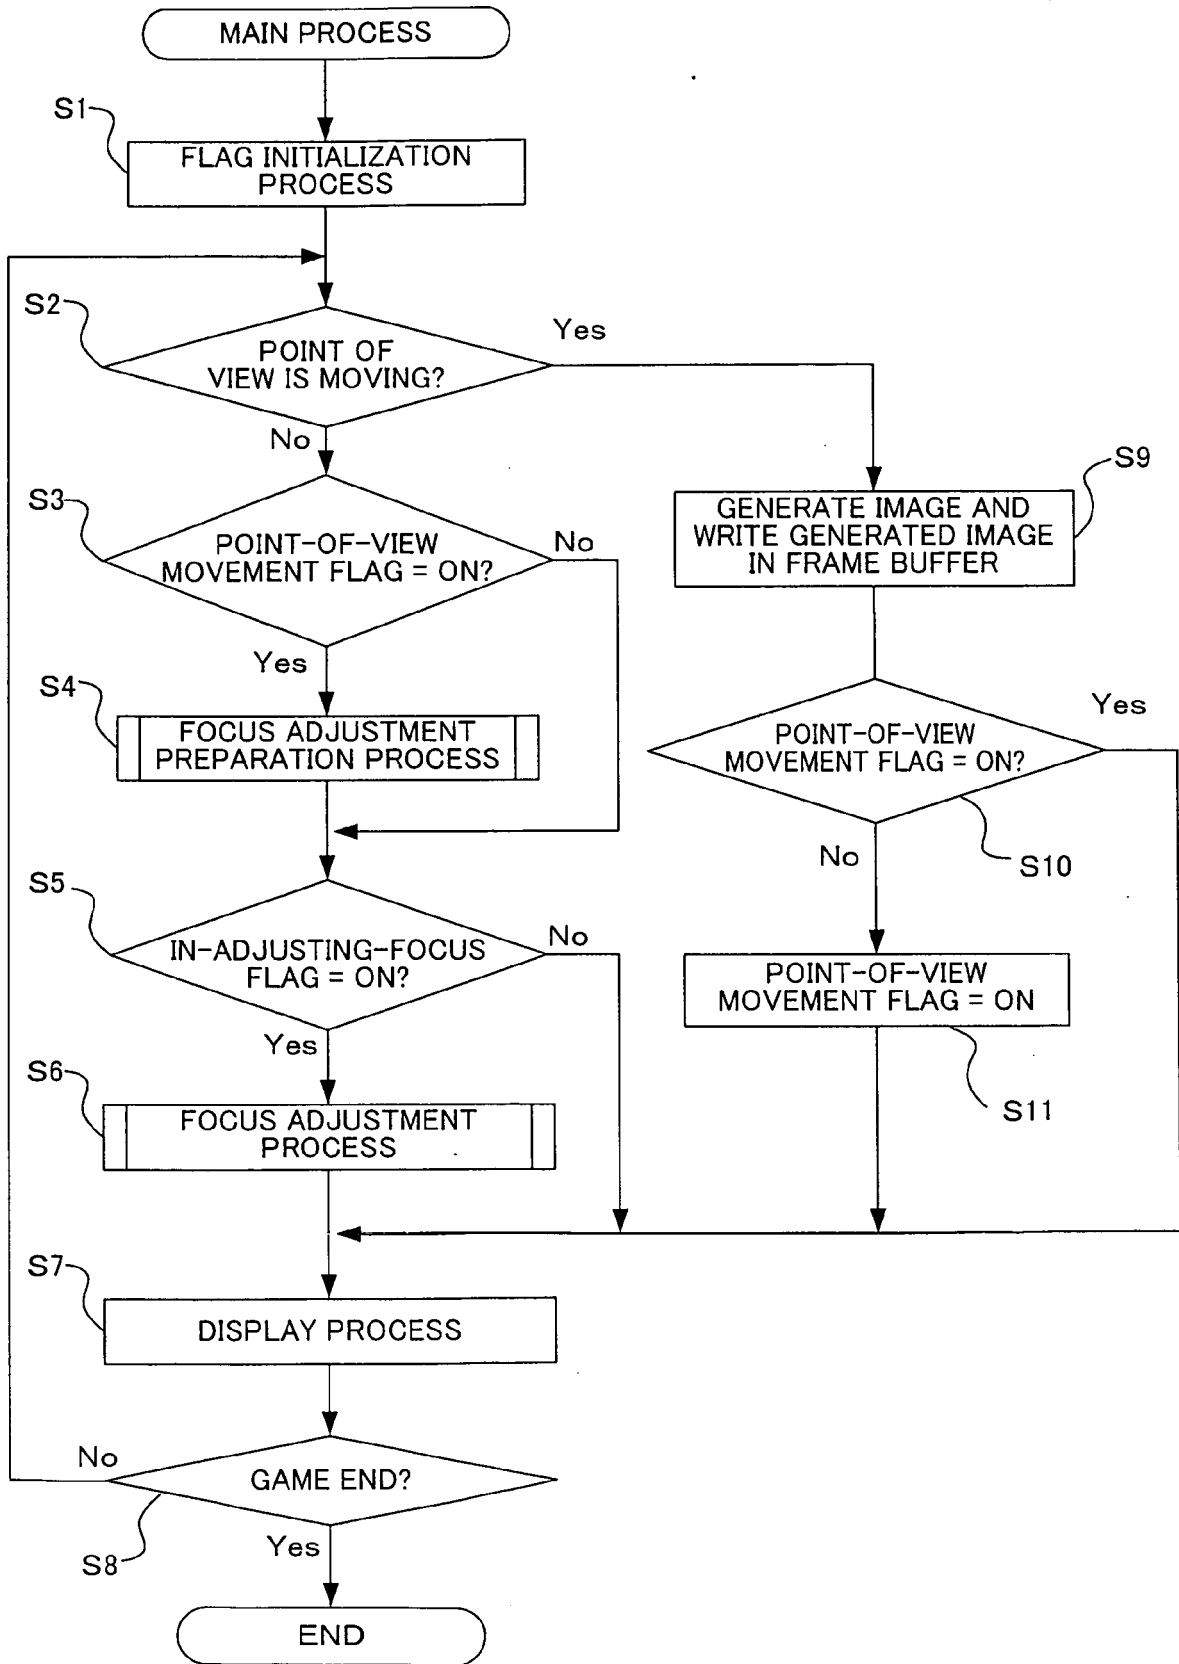 MAIN PROCESS
S1
FLAG INITIALIZATION
PROCESS
S2
POINT OF
VIEW IS MOVING?
Yes
No
S3
POINT-OF-VIEW
MOVEMENT FLAG = ON?
No
Yes
S4
FOCUS ADJUSTMENT
PREPARATION PROCESS
S5
IN-ADJUSTING-FOCUS
FLAG = ON?
No
Yes
S6
FOCUS ADJUSTMENT
PROCESS
S7
DISPLAY PROCESS
No
GAME END?
S8
Yes
END
S9
GENERATE IMAGE AND
WRITE GENERATED IMAGE
IN FRAME BUFFER
POINT-OF-VIEW
MOVEMENT FLAG = ON?
Yes
No
S10
POINT-OF-VIEW
MOVEMENT FLAG = ON
S11